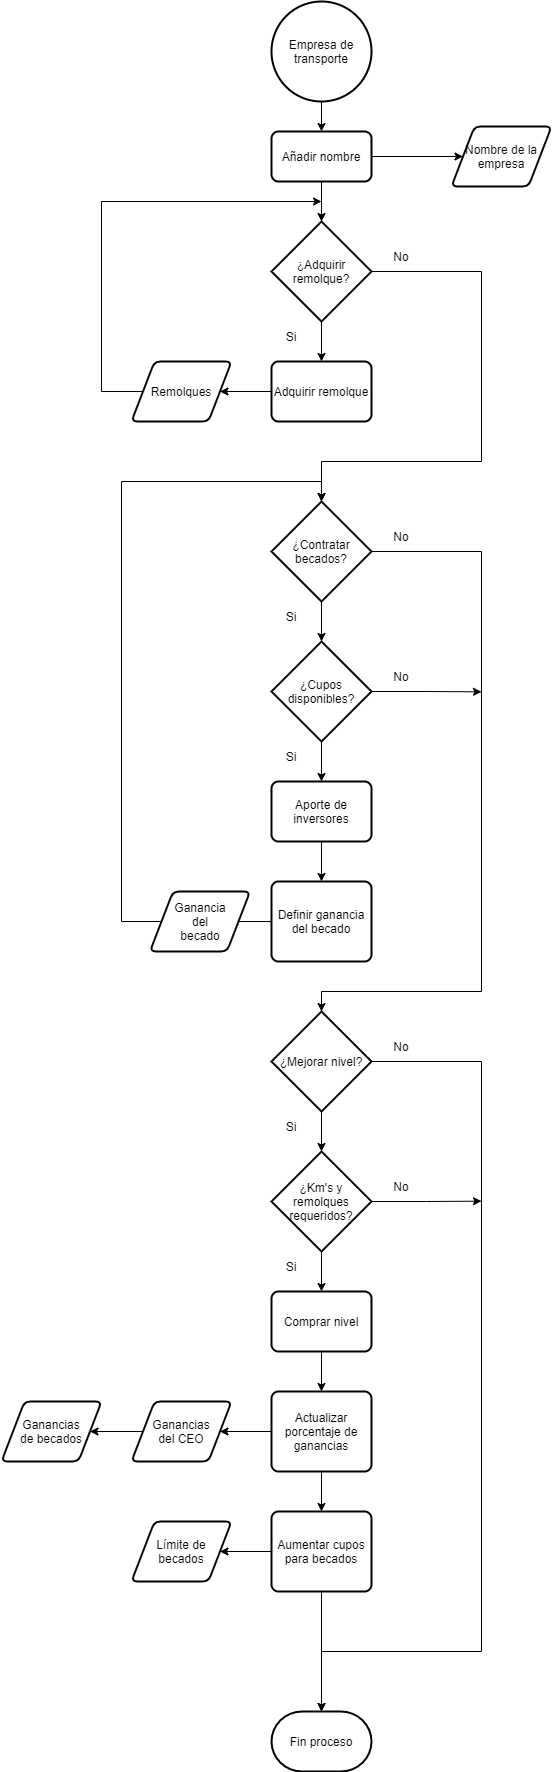 Empresa de
transporte
Añadir nombre
Nombre de la
empresa
¿Adquirir
remolque?
No
Si
Adquirir remolque
Remolques
¿Contratar
becados?
No
Si
¿Cupos
disponibles?
No
Si
Aporte de
inversores
Definir ganancia
del becado
Ganancia
del
becado
¿Mejorar nivel?
No
Si
¿Km's y
remolques
requeridos?
No
Si
Comprar nivel
Actualizar
porcentaje de
ganancias
Ganancias
del CEO
Ganancias
de becados
Aumentar cupos
para becados
Límite de
becados
Fin proceso